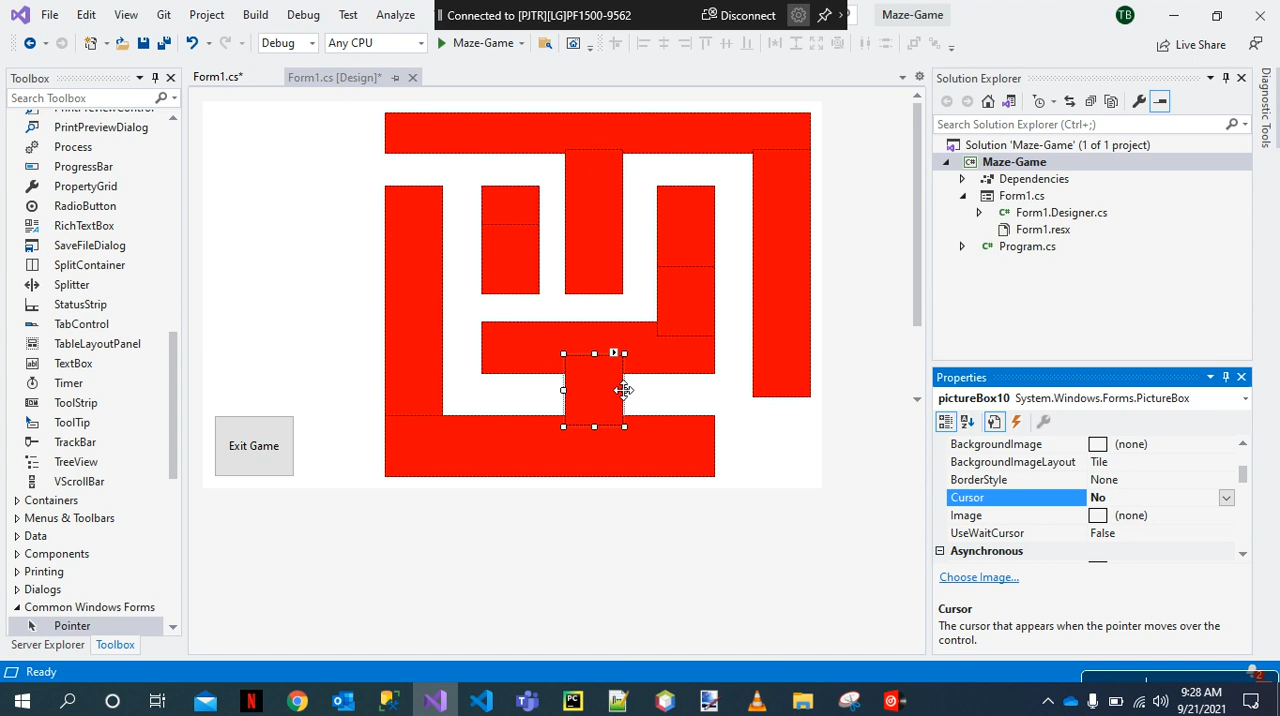 File Edit View Git Project Build Debug Test Analyze
Connected to [PJTR][LG]PF1500-9562 Disconnect
Maze-Game
TB
Debug Any CPU Maze-Game
Live Share
Toolbox
Search Toolbox
PrintPreviewControl
PrintPreviewDialog
Process
ProgressBar
PropertyGrid
RadioButton
RichTextBox
SaveFileDialog
SplitContainer
Splitter
StatusStrip
TabControl
TableLayoutPanel
TextBox
Timer
ToolStrip
ToolTip
TrackBar
TreeView
VScrollBar
Containers
Menus & Toolbars
Data
Components
Printing
Dialogs
Common Windows Forms
Pointer
Server Explorer Toolbox
Form1.cs* Form1.cs [Design]*
Exit Game
Solution Explorer
Search Solution Explorer (Ctrl+;)
Solution 'Maze-Game' (1 of 1 project)
C# Maze-Game
Dependencies
Form1.cs
C# Form1.Designer.cs
Form1.resx
C# Program.cs
Diagnostic Tools
Properties
pictureBox10 System.Windows.Forms.PictureBox
BackgroundImage (none)
BackgroundImageLayout Tile
BorderStyle None
Cursor No
Image (none)
UseWaitCursor False
Asynchronous
Choose Image...
Cursor
The cursor that appears when the pointer moves over the
control.
Ready
2
N
PC
9:28 AM
9/21/2021